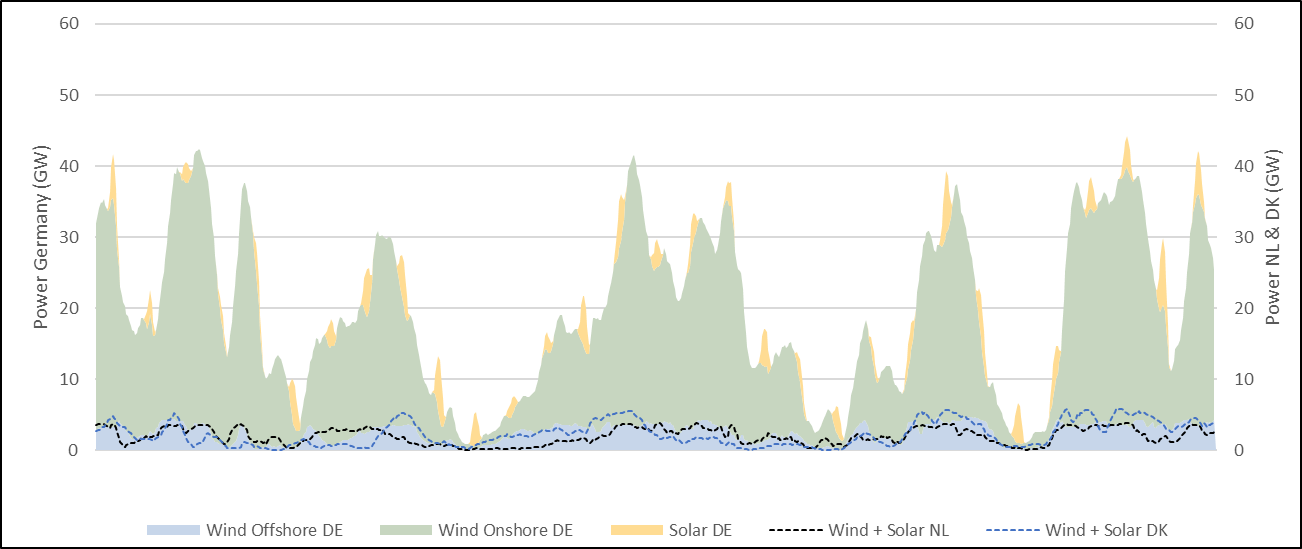 60
50
40
30
20
10
0
Power Germany (GW)
60
50
40
30
20
10
0
Power NL & DK (GW)
Wind Offshore DE
Wind Onshore DE
Solar DE
Wind + Solar NL
Wind + Solar DK